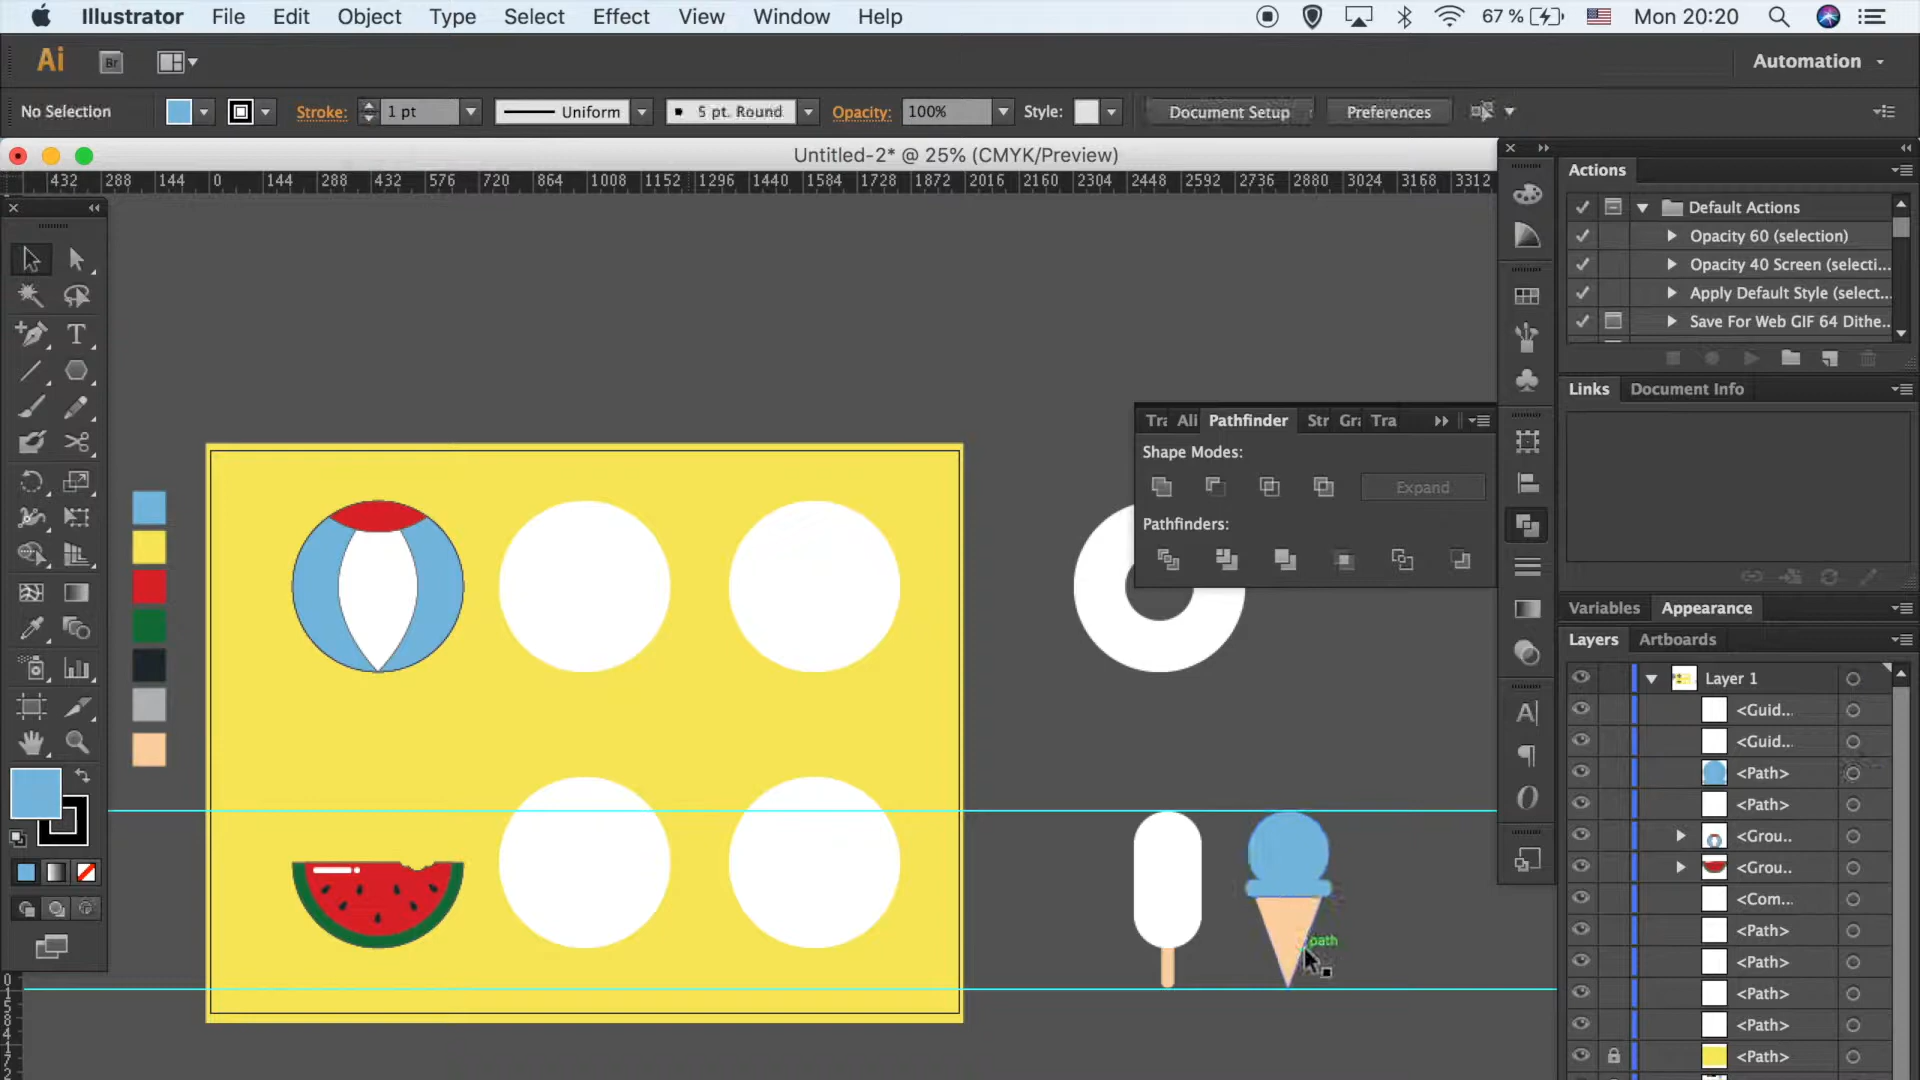 Illustrator File Edit Object Type Select Effect View Window Help 67 % Mon 20:20
Ai Br Automation
No Selection Stroke: 1 pt Uniform 5 pt. Round Opacity: 100% Style: Document Setup Preferences
Untitled-2* @ 25% (CMYK/Preview)
432 288 144 0 144 288 432 576 720 864 1008 1152 1296 1440 1584 1728 1872 2016 2160 2304 2448 2592 2736 2880 3024 3168 3312
Actions
Default Actions
Opacity 60 (selection)
Opacity 40 Screen (selecti...
Apply Default Style (select...
Save For Web GIF 64 Dithe...
Links Document Info
Tra Ali Pathfinder Str Gra Tra
Shape Modes:
Expand
Pathfinders:
Variables Appearance
Layers Artboards
Layer 1
<Guid...
<Guid...
<Path>
<Path>
<Grou..
<Grou..
<Com...
<Path>
<Path>
<Path>
<Path>
<Path>
path